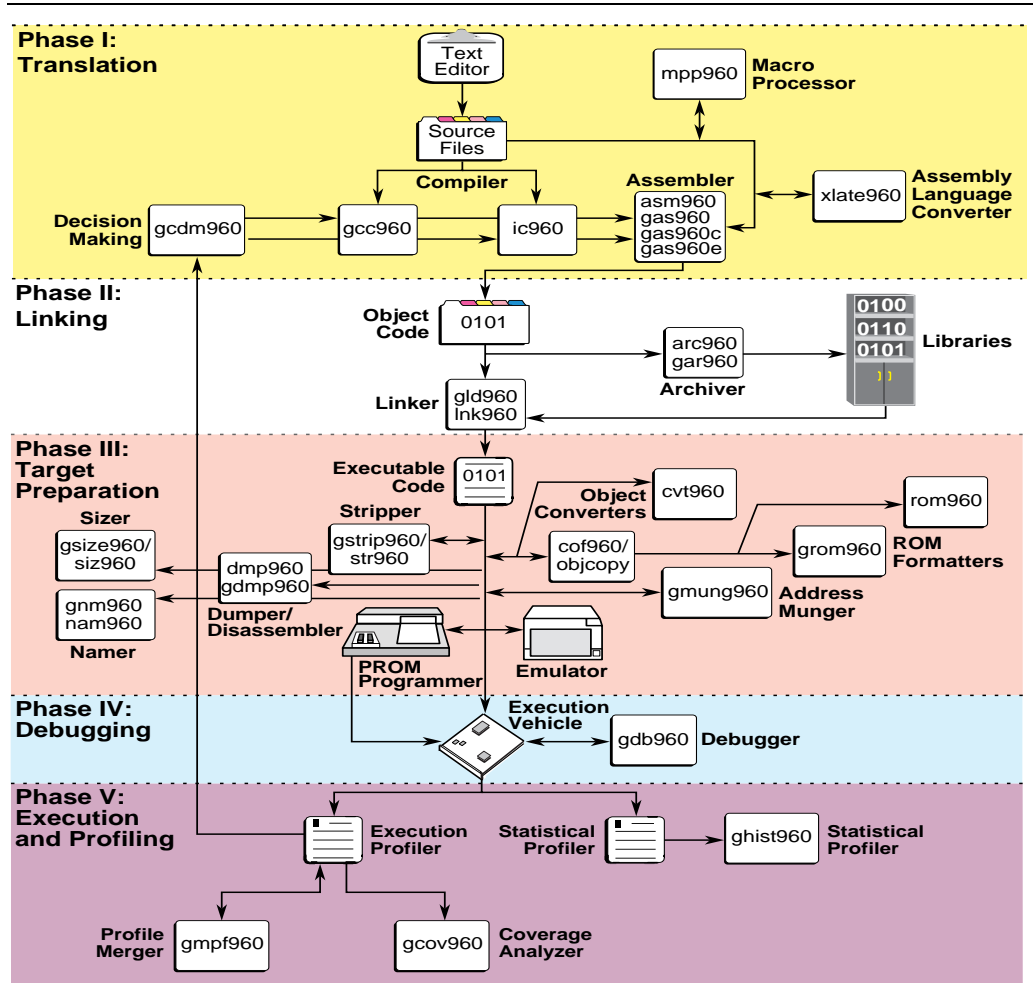 Phase I:
Translation
Text
Editor
mpp960
Macro
Processor
Source
Files
Compiler
Assembler
asm960
gas960
gas960c
gas960e
xlate960
Assembly
Language
Converter
Decision
Making
gcdm960
gcc960
ic960
Phase II:
Linking
Object
Code
0101
arc960
gar960
Archiver
0100
0110
0101
Libraries
Linker
gld960
lnk960
Phase III:
Target
Preparation
Executable
Code
0101
Object
Converters
cvt960
rom960
Sizer
gsize960/
siz960
Stripper
gstrip960/
str960
cof960/
objcopy
grom960
ROM
Formatters
dmp960
gdmp960
Dumper/
Disassembler
gmung960
Address
Munger
gnm960
nam960
Namer
PROM
Programmer
Emulator
Phase IV:
Debugging
Execution
Vehicle
gdb960
Debugger
Phase V:
Execution
and Profiling
Execution
Profiler
Statistical
Profiler
ghist960
Statistical
Profiler
Profile
Merger
gmpf960
gcov960
Coverage
Analyzer